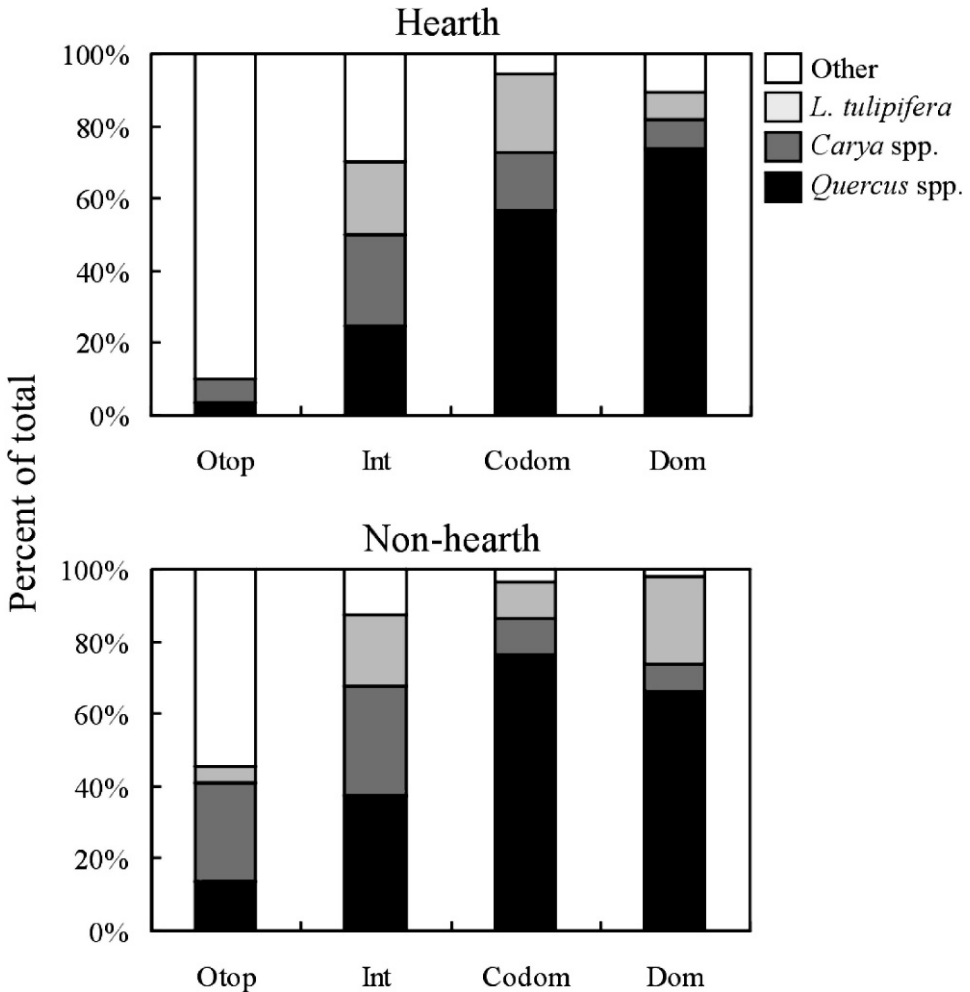 Hearth
100%
80%
60%
40%
20%
0%
Otop Int Codom Dom
Other
L. tulipifera
Carya spp.
Quercus spp.
Percent of total
Non-hearth
100%
80%
60%
40%
20%
0%
Otop Int Codom Dom